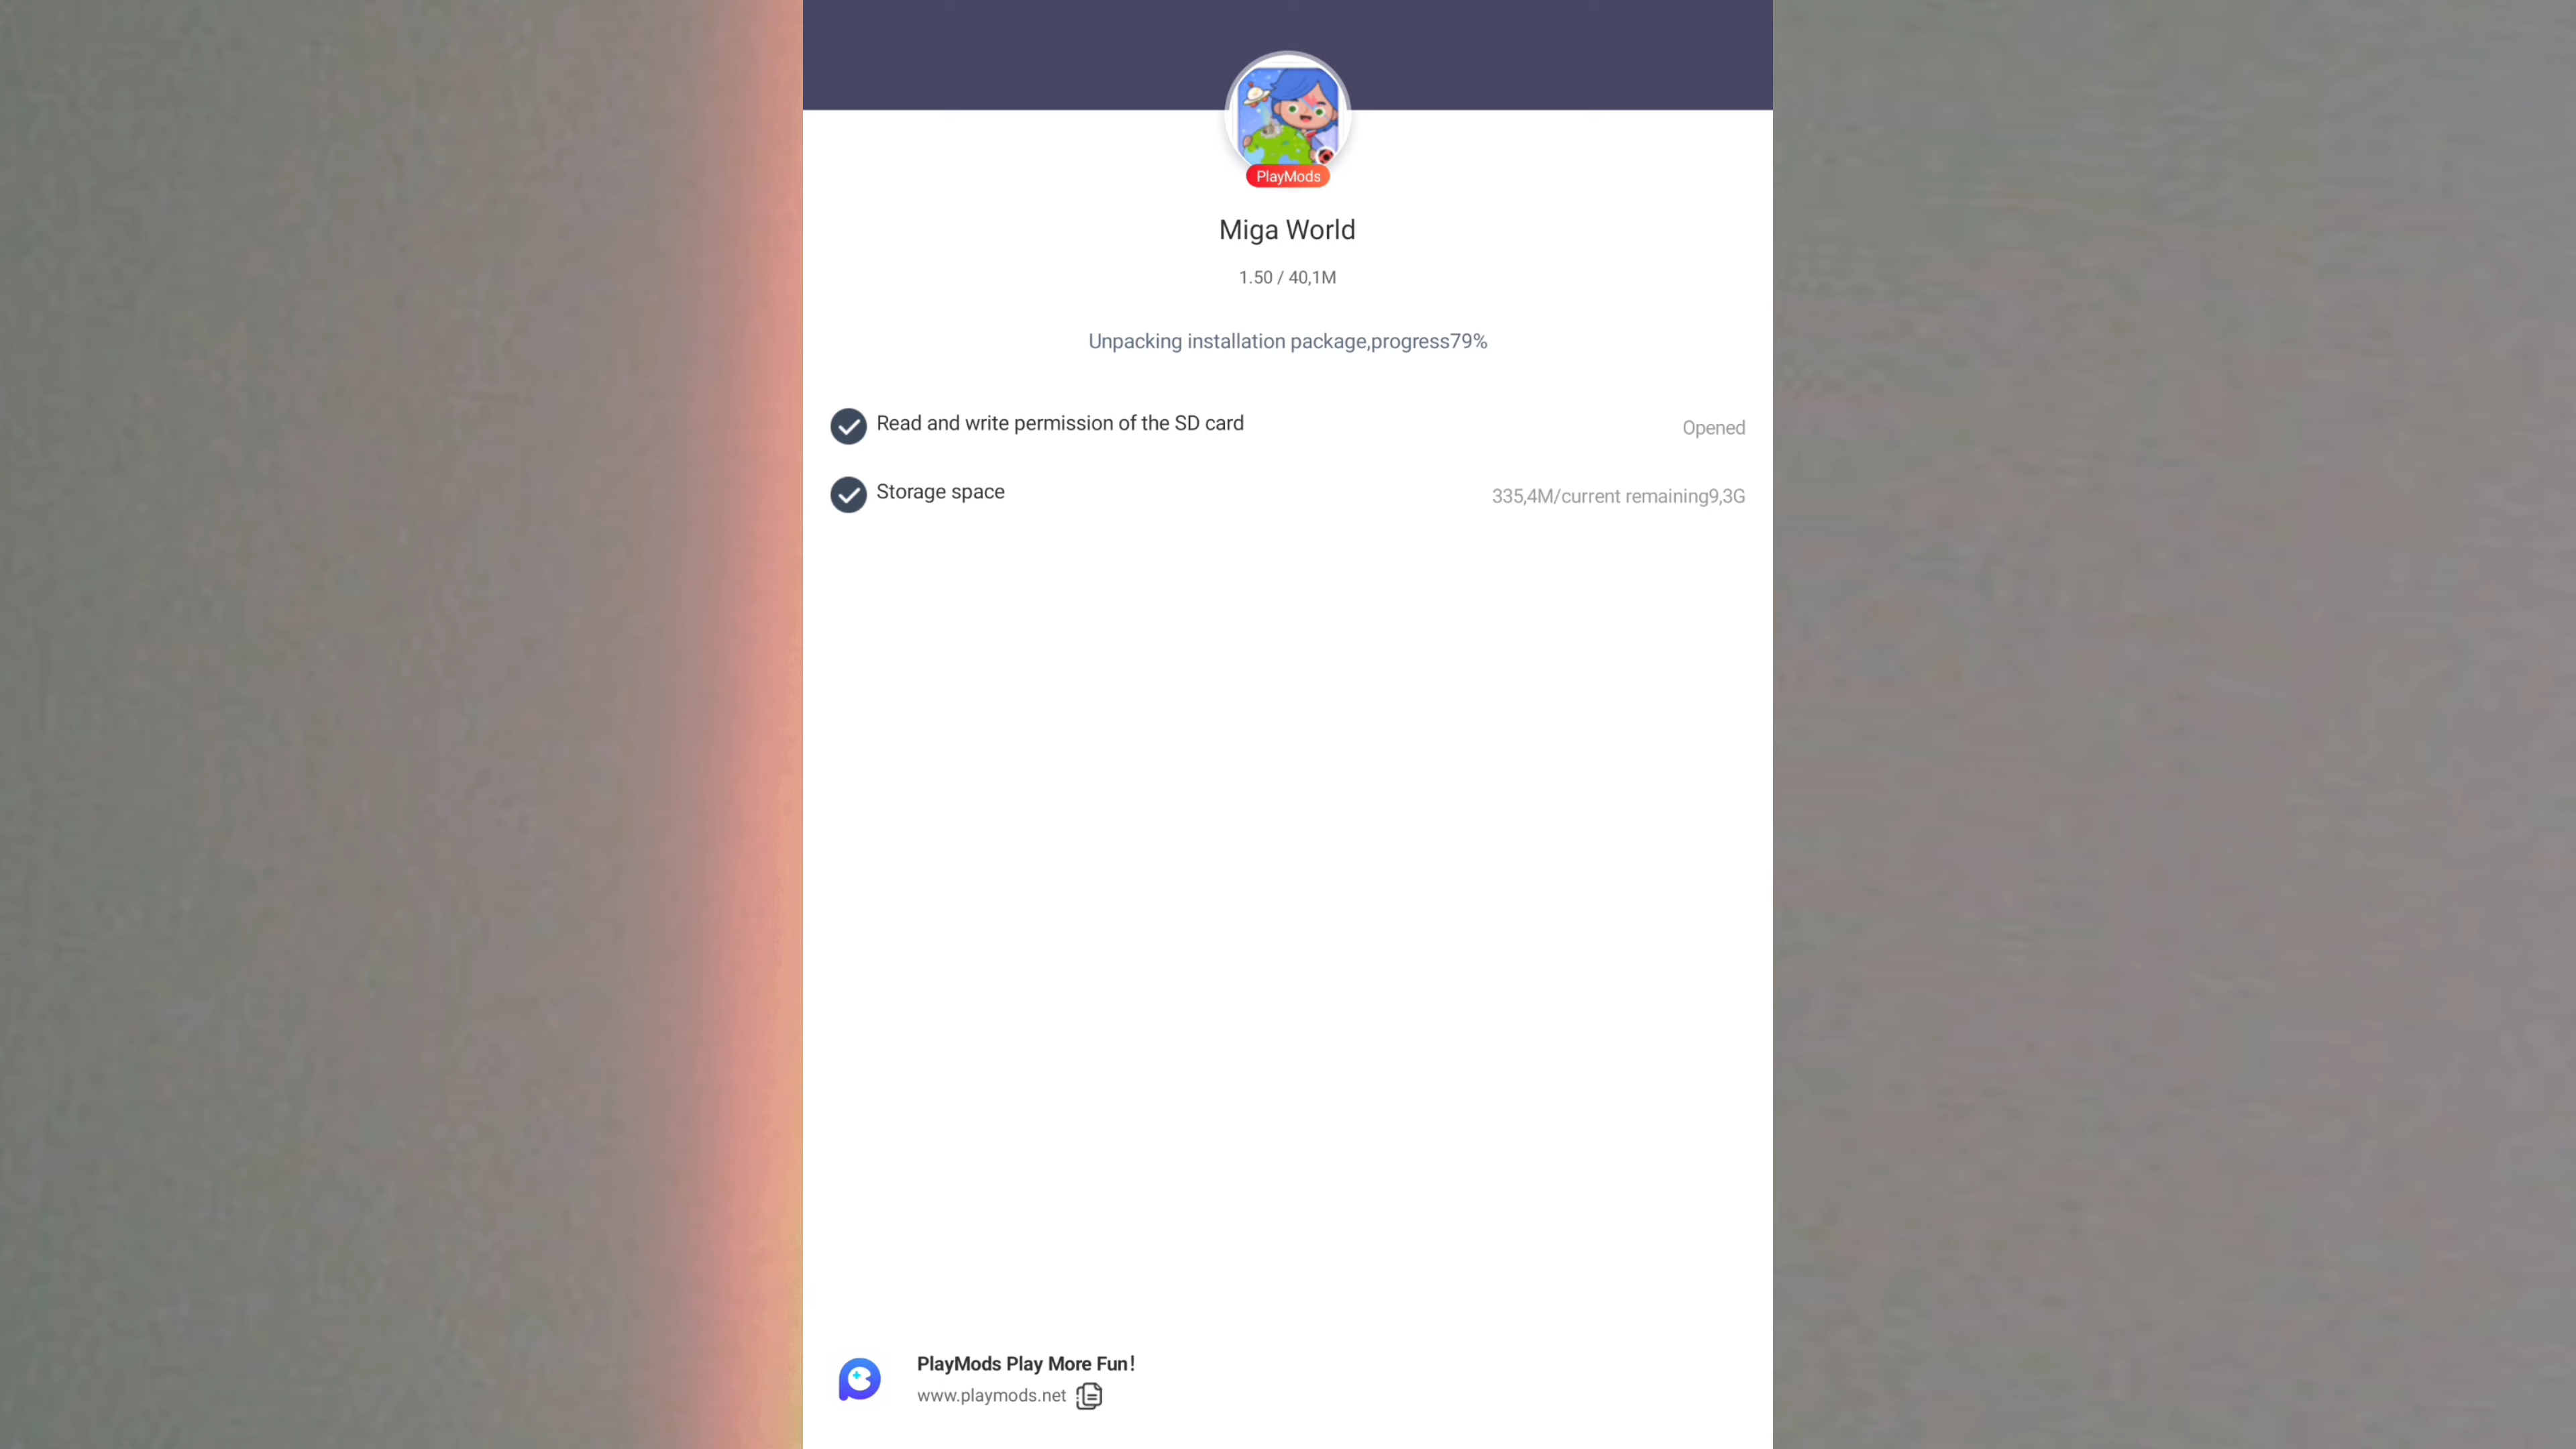 PlayMods
Miga World
1.50 / 40,1M
Unpacking installation package,progress79%
Read and write permission of the SD card
Opened
Storage space
335,4M/current remaining9,3G
PlayMods Play More Fun!
www.playmods.net